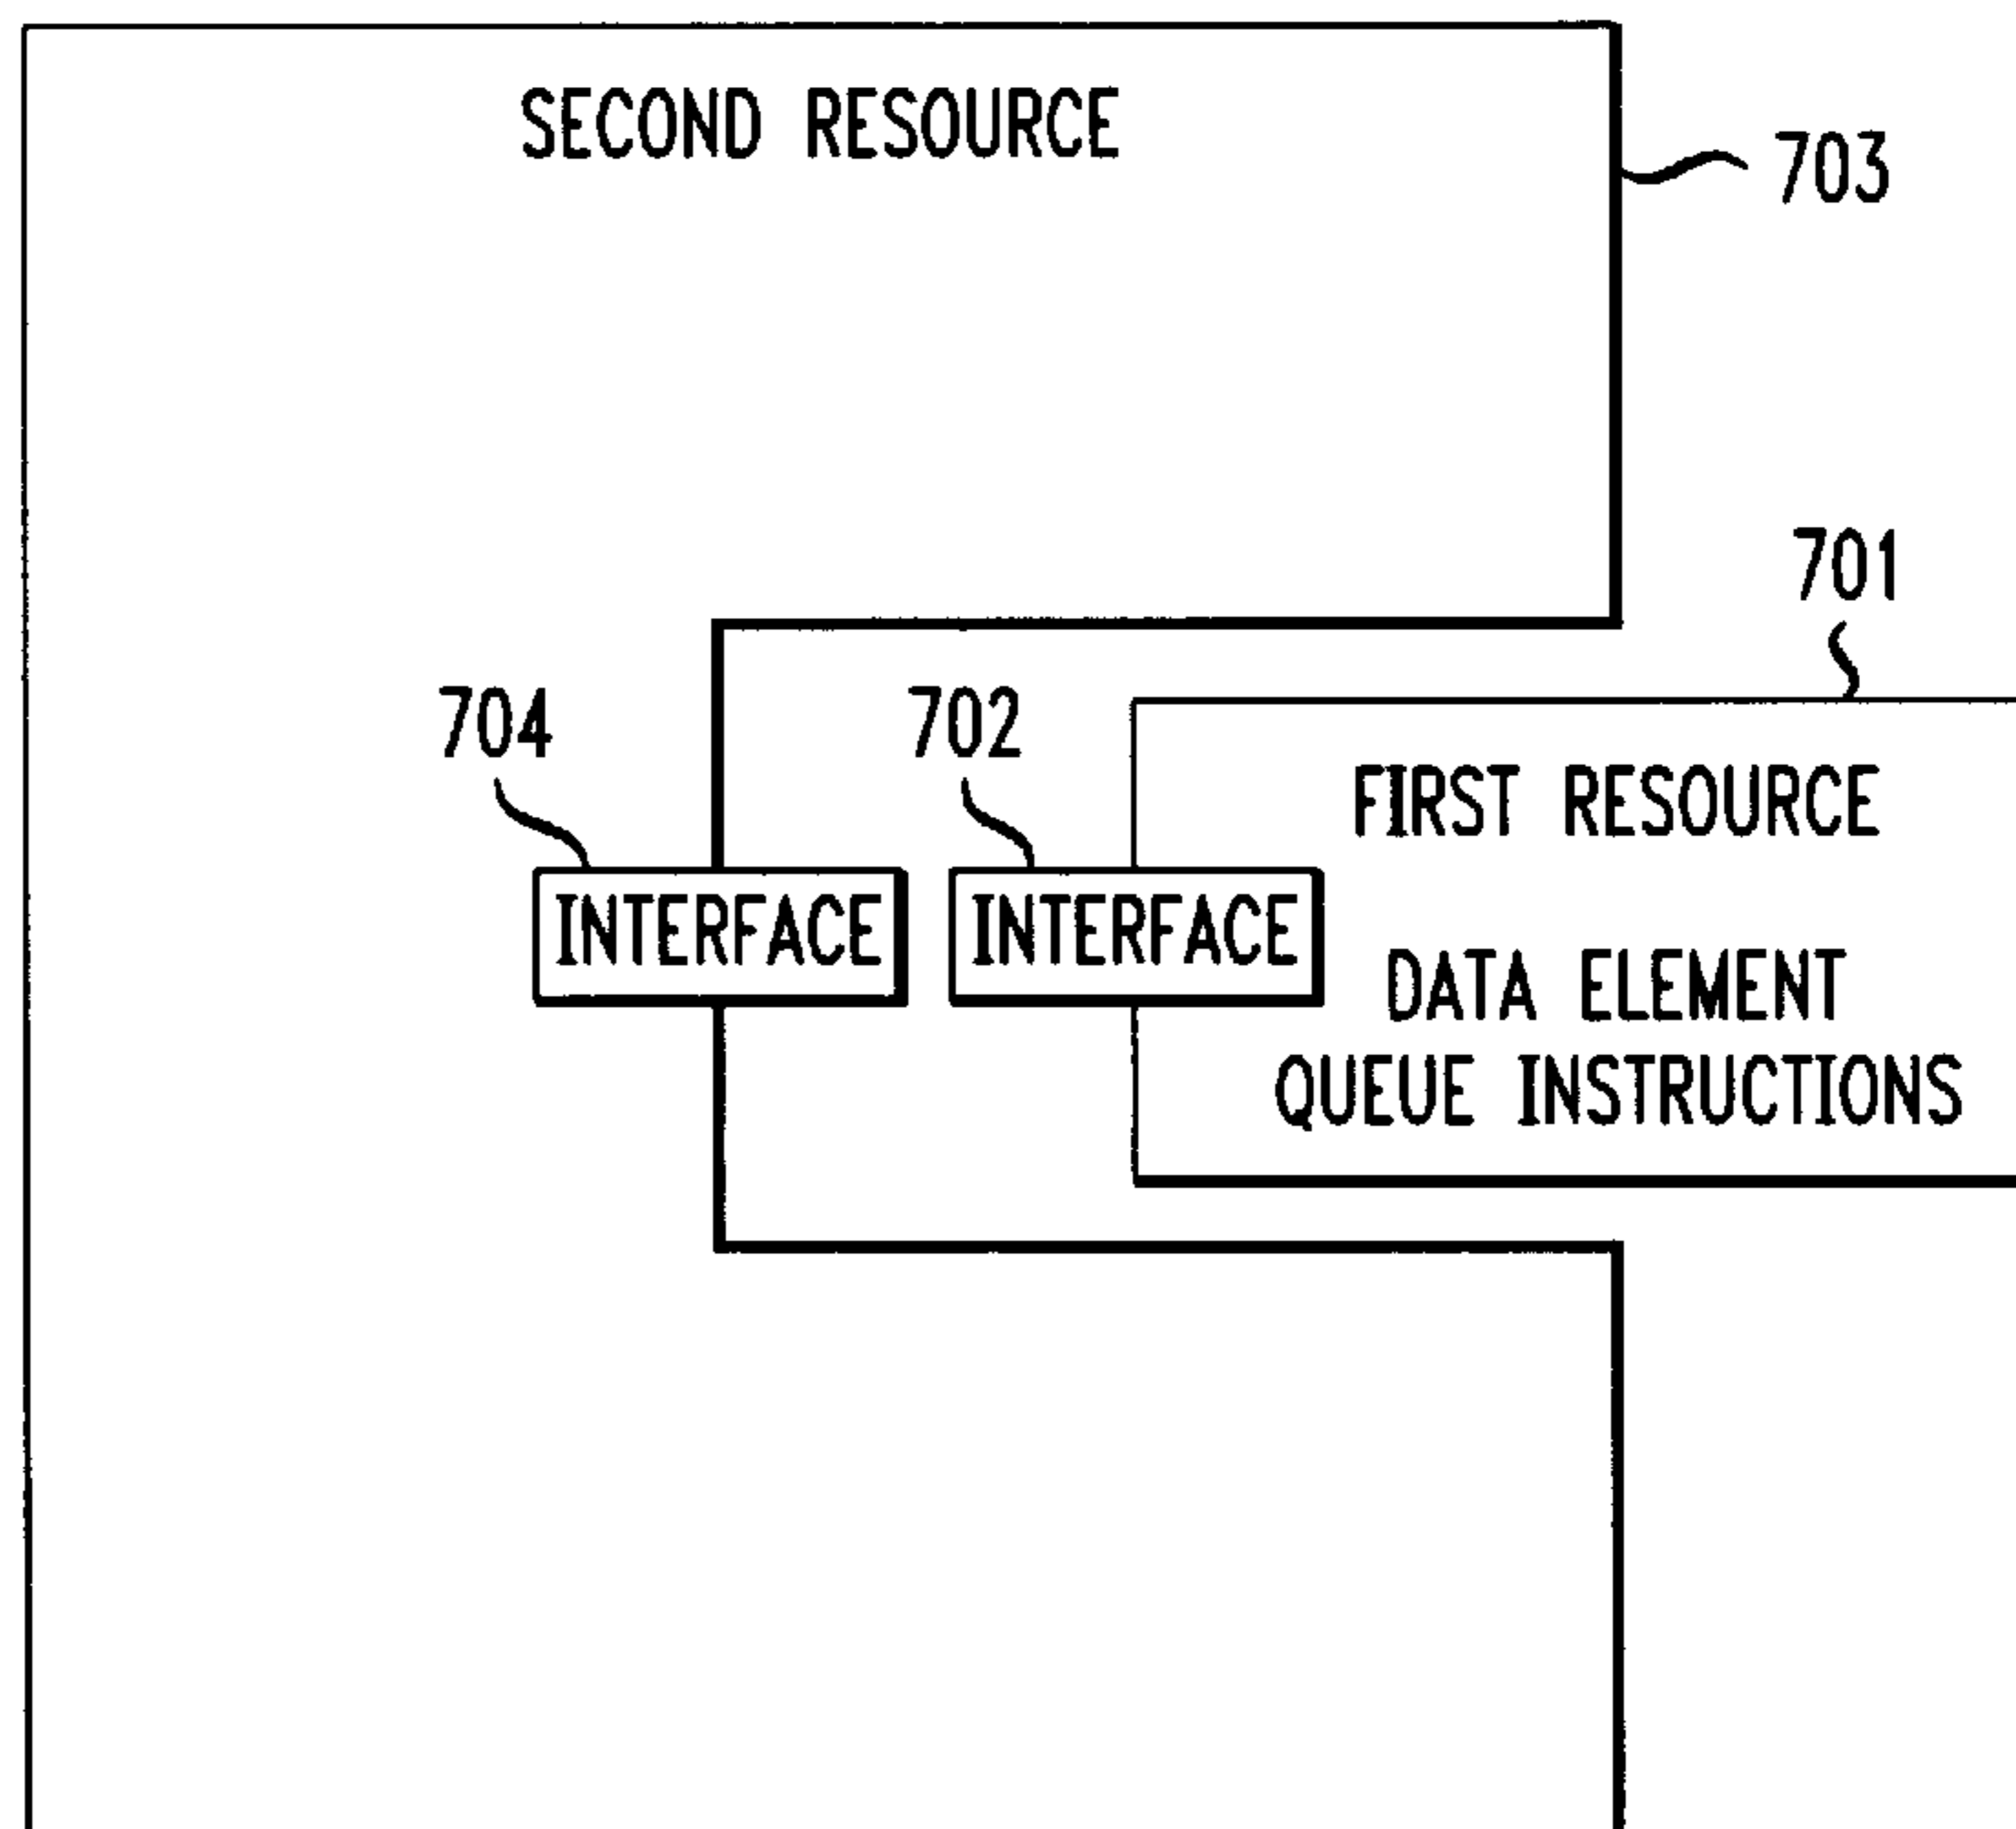 SECOND RESOURCE
703
701
704
702
FIRST RESOURCE
INTERFACE
INTERFACE
DATA ELEMENT
QUEUE INSTRUCTIONS